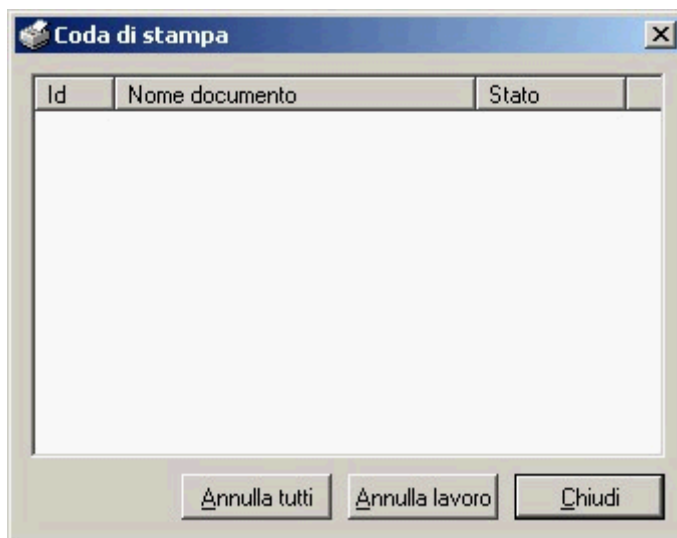 Coda di stampa
Id Nome documento Stato
Annulla tutti Annulla lavoro Chiudi